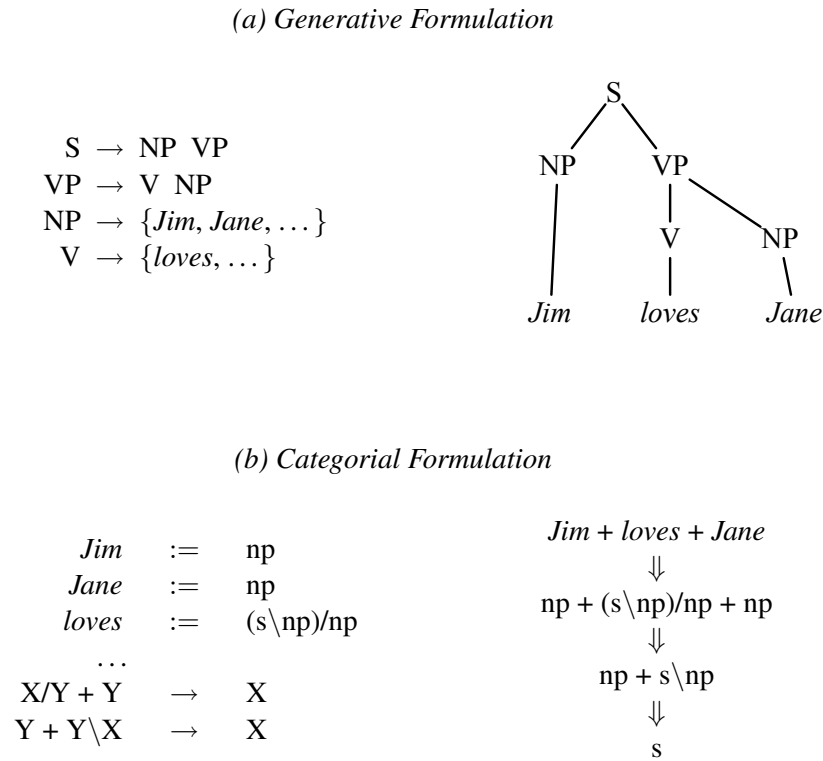 (a) Generative Formulation
S → NP VP
VP → V NP
NP → {Jim, Jane, . . . }
V → {loves, . . . }
S
NP VP
V NP
Jim loves Jane
(b) Categorial Formulation
Jim := np
Jane := np
loves := (s\np)/np
. . .
X/Y + Y → X
Y + Y\X → X
Jim + loves + Jane
⇓
np + (s\np)/np + np
⇓
np + s\np
⇓
s